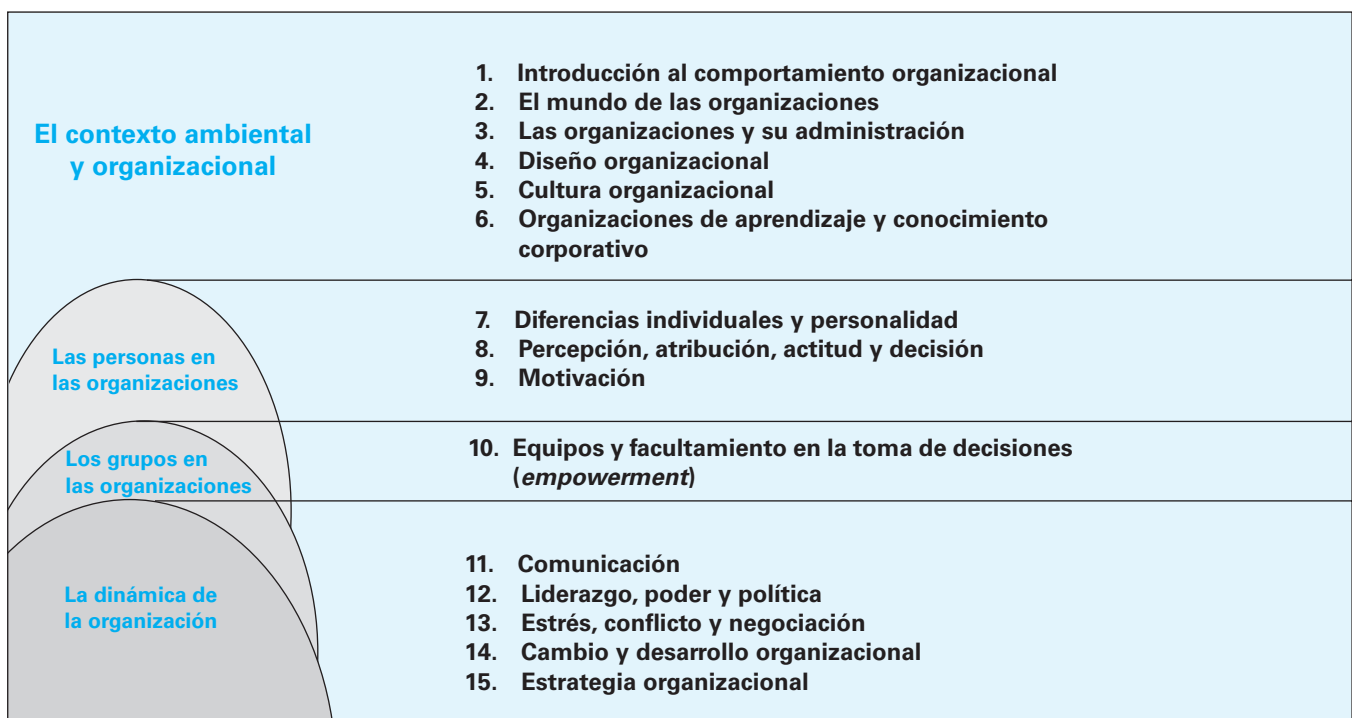 El contexto ambiental
y organizacional
1. Introducción al comportamiento organizacional
2. El mundo de las organizaciones
3. Las organizaciones y su administración
4. Diseño organizacional
5. Cultura organizacional
6. Organizaciones de aprendizaje y conocimiento
corporativo
Las personas en
las organizaciones
7. Diferencias individuales y personalidad
8. Percepción, atribución, actitud y decisión
9. Motivación
Los grupos en
las organizaciones
10. Equipos y facultamiento en la toma de decisiones
(empowerment)
La dinámica de
la organización
11. Comunicación
12. Liderazgo, poder y política
13. Estrés, conflicto y negociación
14. Cambio y desarrollo organizacional
15. Estrategia organizacional